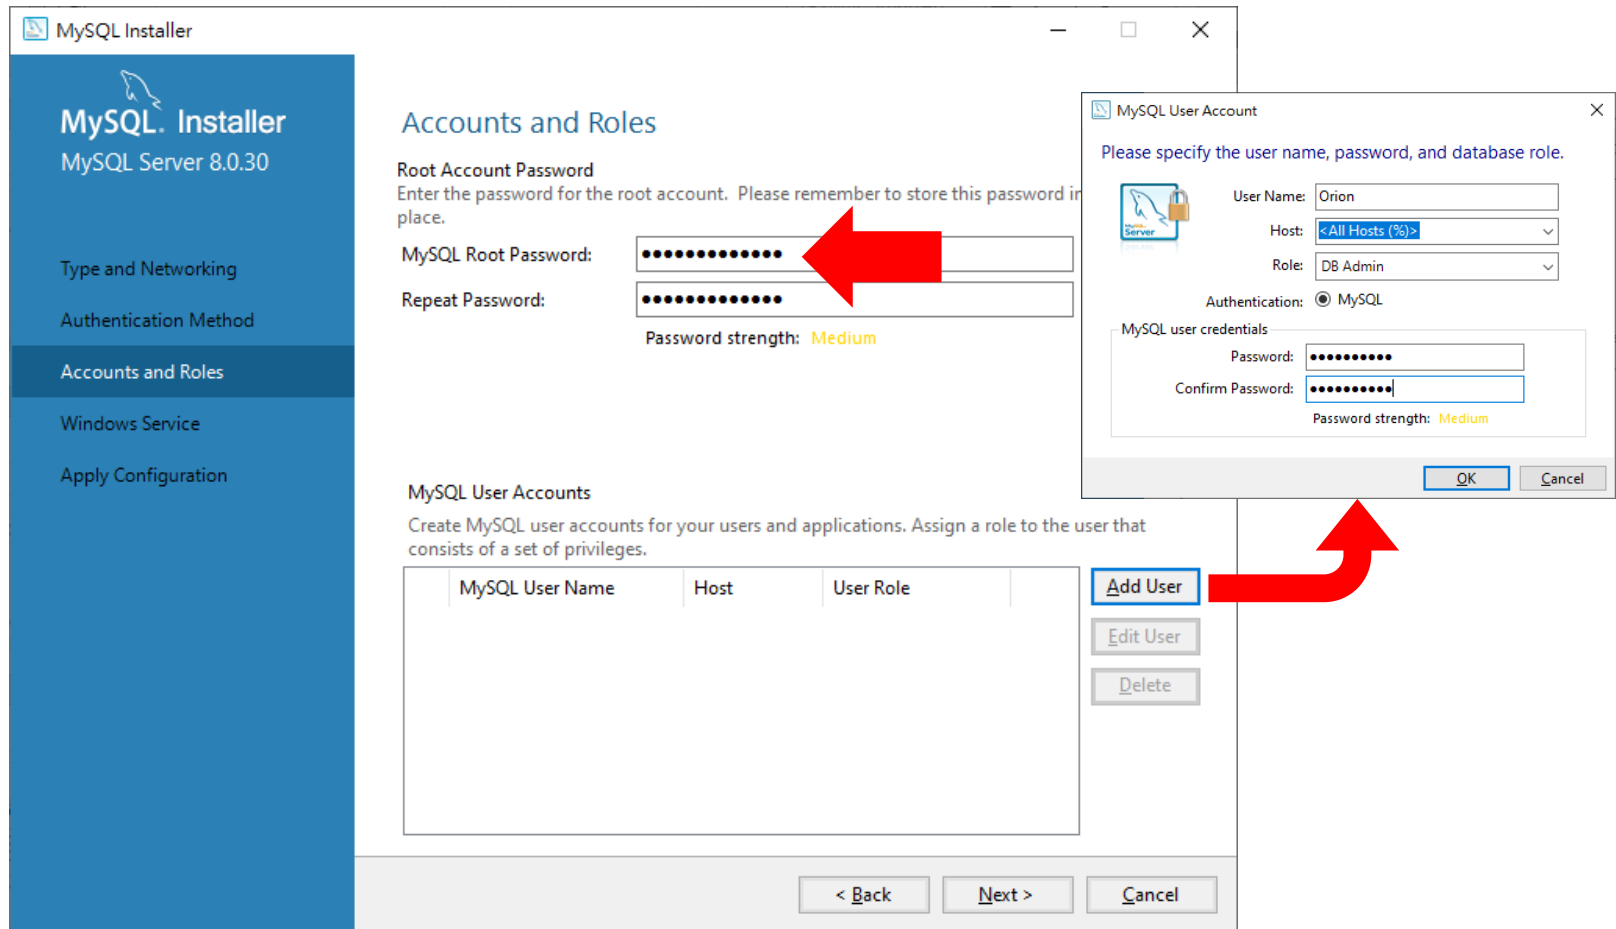 MySQL Installer
MySQL. Installer
MySQL Server 8.0.30
Type and Networking
Authentication Method
Accounts and Roles
Windows Service
Apply Configuration
Accounts and Roles
Root Account Password
Enter the password for the root account.  Please remember to store this password in
place.
MySQL Root Password: ●●●●●●●●●●●●●
Repeat Password: ●●●●●●●●●●●●●
Password strength: Medium
MySQL User Accounts
Create MySQL user accounts for your users and applications. Assign a role to the user that
consists of a set of privileges.
MySQL User Name Host User Role
Add User
Edit User
Delete
< Back Next > Cancel
MySQL User Account
Please specify the user name, password, and database role.
MySQL
Server
User Name: Orion
Host: <All Hosts (%)>
Role: DB Admin
Authentication: MySQL
MySQL user credentials
Password: ●●●●●●●●●●
Confirm Password: ●●●●●●●●●●
Password strength: Medium
OK Cancel